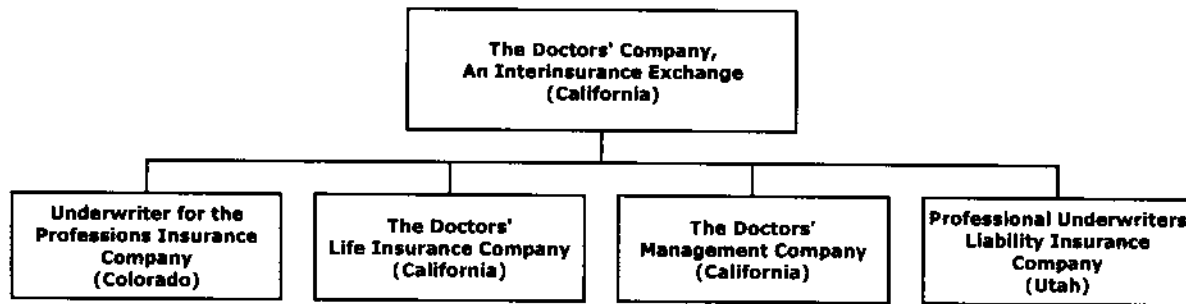 The Doctors' Company,
An Interinsurance Exchange
(California)
Underwriter for the
Professions Insurance
Company
(Colorado)
The Doctors'
Life Insurance Company
(California)
The Doctors'
Management Company
(California)
Professional Underwriters
Liability Insurance
Company
(Utah)